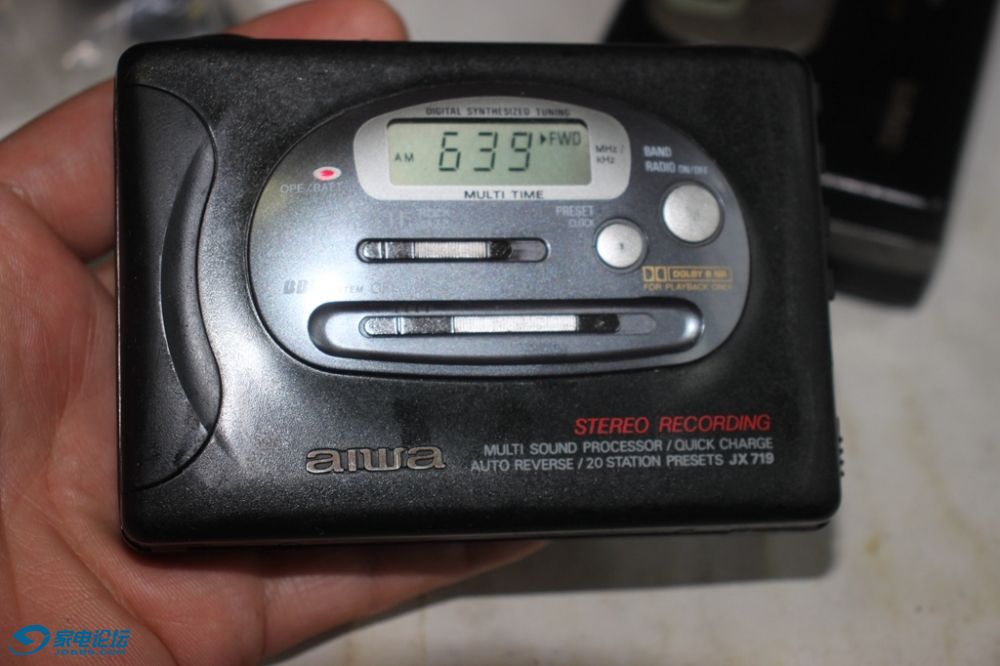 DIGITAL SYNTHESIZED TUNING
AM 639 ▶FWD MHz/kHz
MULTI TIME
OPE/BATT
BAND
RADIO ON/OFF
PRESET
CLOCK
DOLBY B NR
FOR PLAYBACK ONLY
STEREO RECORDING
MULTI SOUND PROCESSOR / QUICK CHARGE
AUTO REVERSE / 20 STATION PRESETS JX719
aiwa
家电论坛